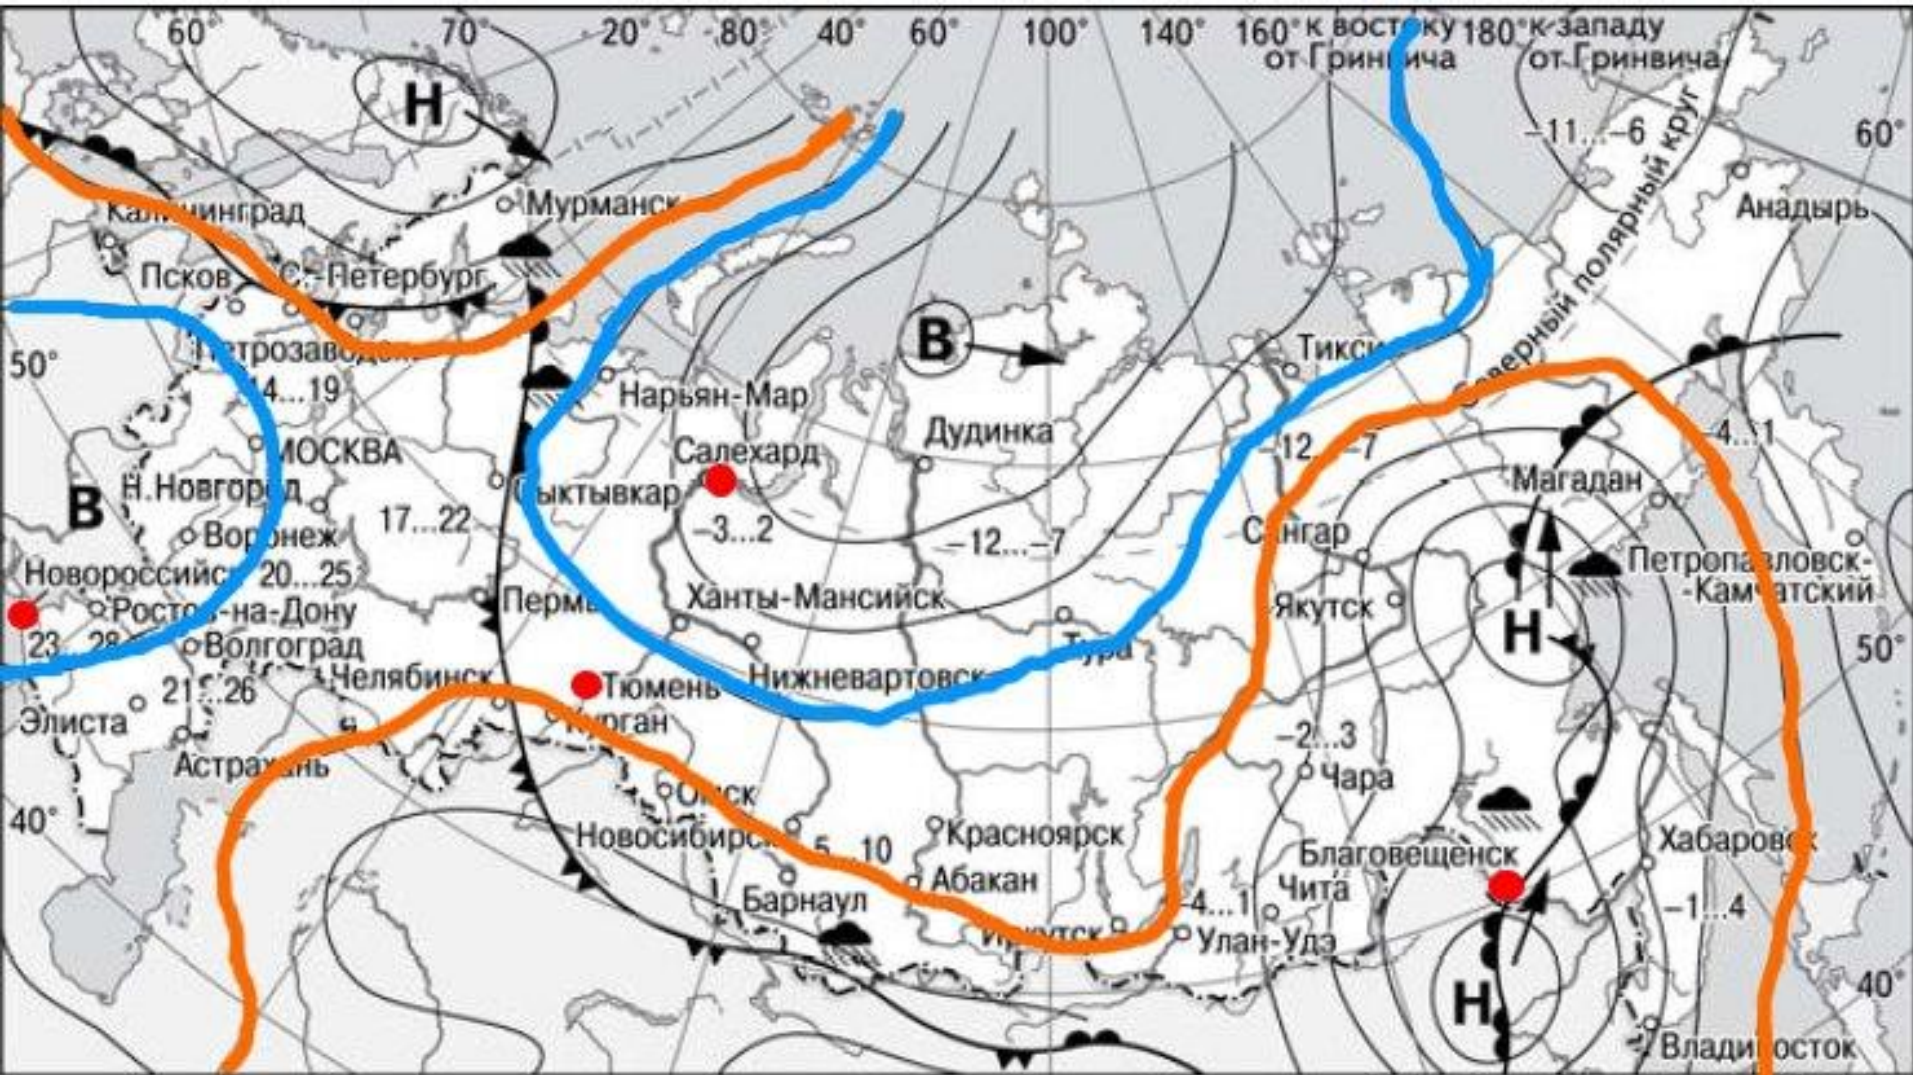 60°
70°
20°
80°
40°
60°
100°
140°
160°
к востоку
от Гринвича
180°
к западу
от Гринвича
Н
-11...-6
60°
Северный полярный круг
Мурманск
Калининград
Анадырь
Псков
С.-Петербург
В
Петрозаводск
Тикси
50°
14...19
Нарьян-Мар
Дудинка
МОСКВА
Салехард
-12...-7
-4...1
В
Н.Новгород
Сыктывкар
Магадан
17...22
-3...2
-12...-7
Сангар
Воронеж
Петропавловск-
-Камчатский
Новороссийск
20...25
Пермь
Ханты-Мансийск
Якутск
Ростов-на-Дону
Н
23...28
Волгоград
Тура
50°
Челябинск
Тюмень
Нижневартовск
21...26
Элиста
Курган
-2...3
Астрахань
Чара
Омск
40°
Новосибирск
5...10
Красноярск
Хабаровск
Благовещенск
Абакан
Чита
Барнаул
-4...1
-1...4
Иркутск
Улан-Удэ
40°
Н
Владивосток